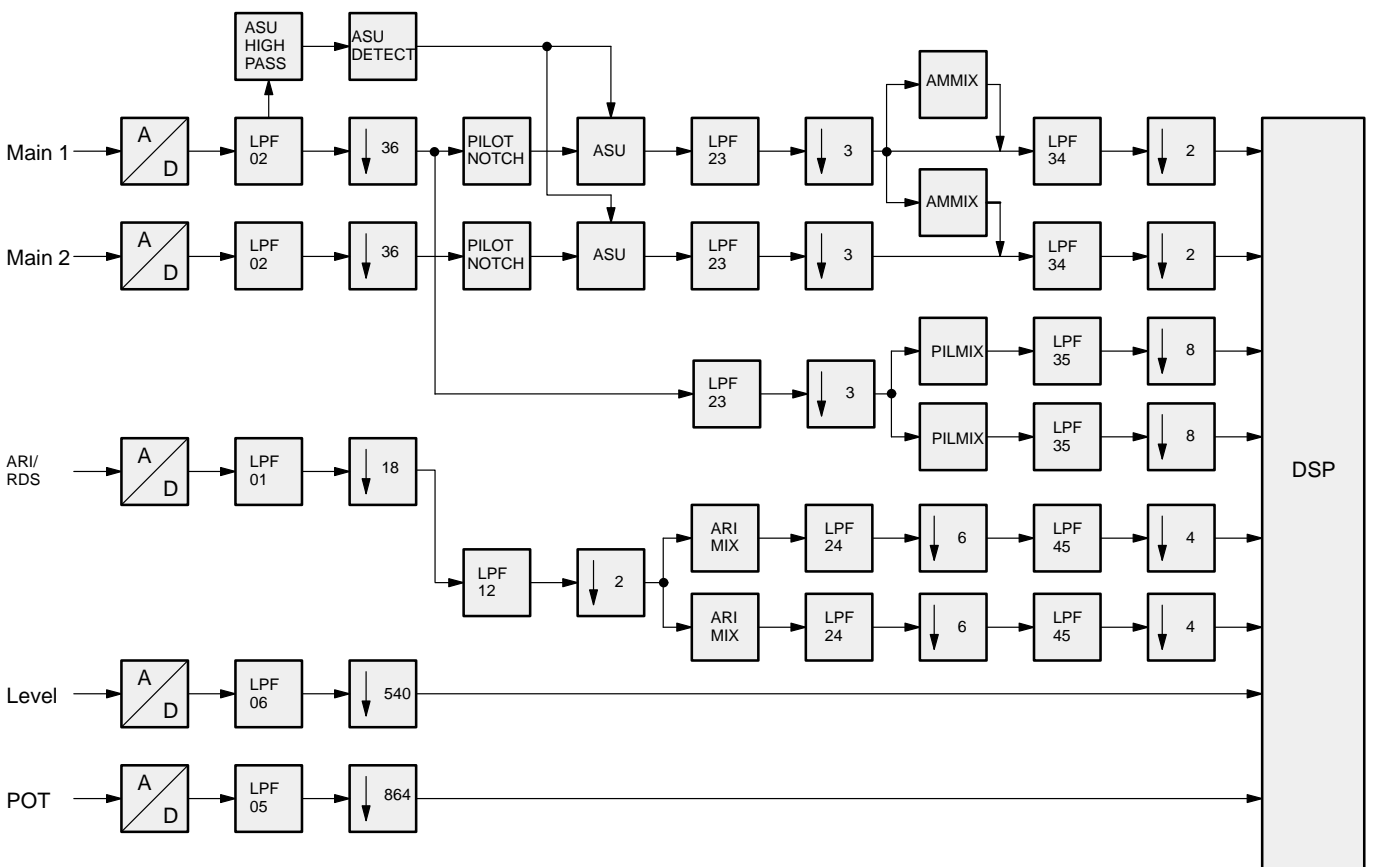 ASU
HIGH
PASS
ASU
DETECT
Main 1
A
D
LPF
02
36
PILOT
NOTCH
ASU
LPF
23
3
AMMIX
LPF
34
2
AMMIX
Main 2
A
D
LPF
02
36
PILOT
NOTCH
ASU
LPF
23
3
LPF
34
2
PILMIX
LPF
35
8
LPF
23
3
PILMIX
LPF
35
8
ARI/
RDS
A
D
LPF
01
18
DSP
LPF
12
2
ARI
MIX
LPF
24
6
LPF
45
4
ARI
MIX
LPF
24
6
LPF
45
4
Level
A
D
LPF
06
540
POT
A
D
LPF
05
864